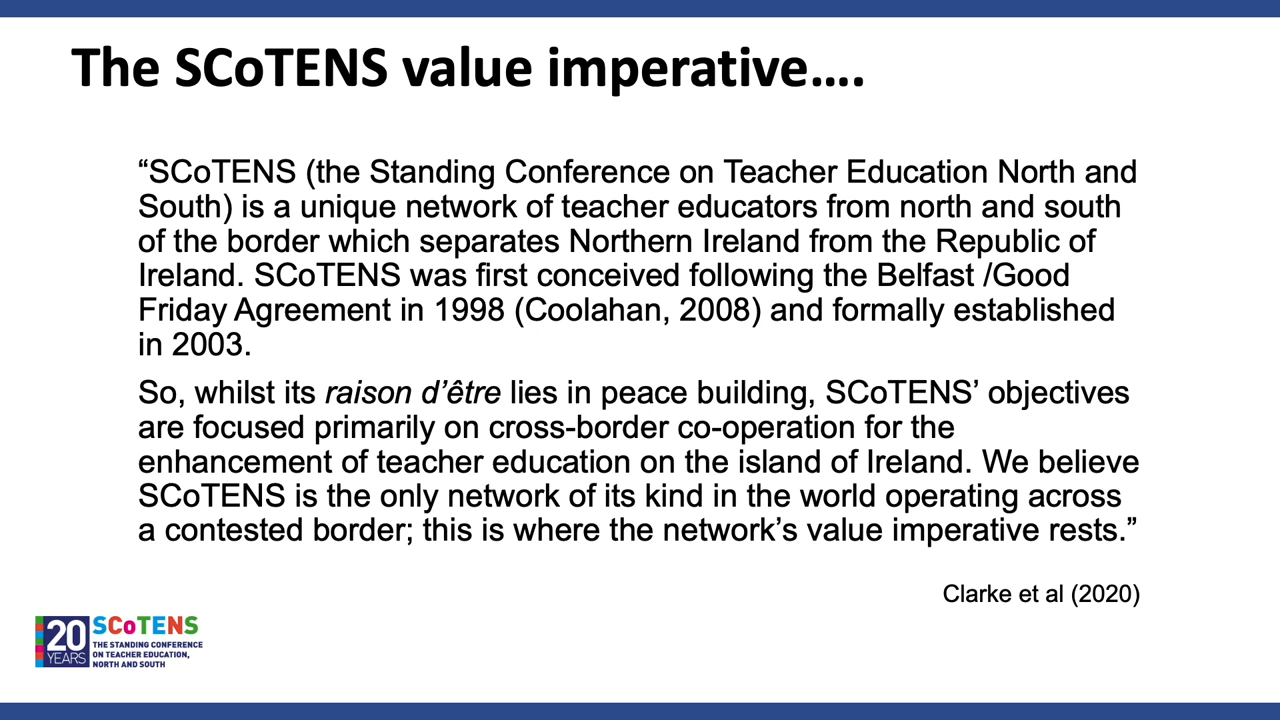 The SCoTENS value imperative....
“SCoTENS (the Standing Conference on Teacher Education North and
South) is a unique network of teacher educators from north and south
of the border which separates Northern Ireland from the Republic of
Ireland. SCoTENS was first conceived following the Belfast /Good
Friday Agreement in 1998 (Coolahan, 2008) and formally established
in 2003.
So, whilst its raison d’être lies in peace building, SCoTENS’ objectives
are focused primarily on cross-border co-operation for the
enhancement of teacher education on the island of Ireland. We believe
SCoTENS is the only network of its kind in the world operating across
a contested border; this is where the network’s value imperative rests.”
Clarke et al (2020)
20
YEARS
SCoTENS
THE STANDING CONFERENCE
ON TEACHER EDUCATION,
NORTH AND SOUTH